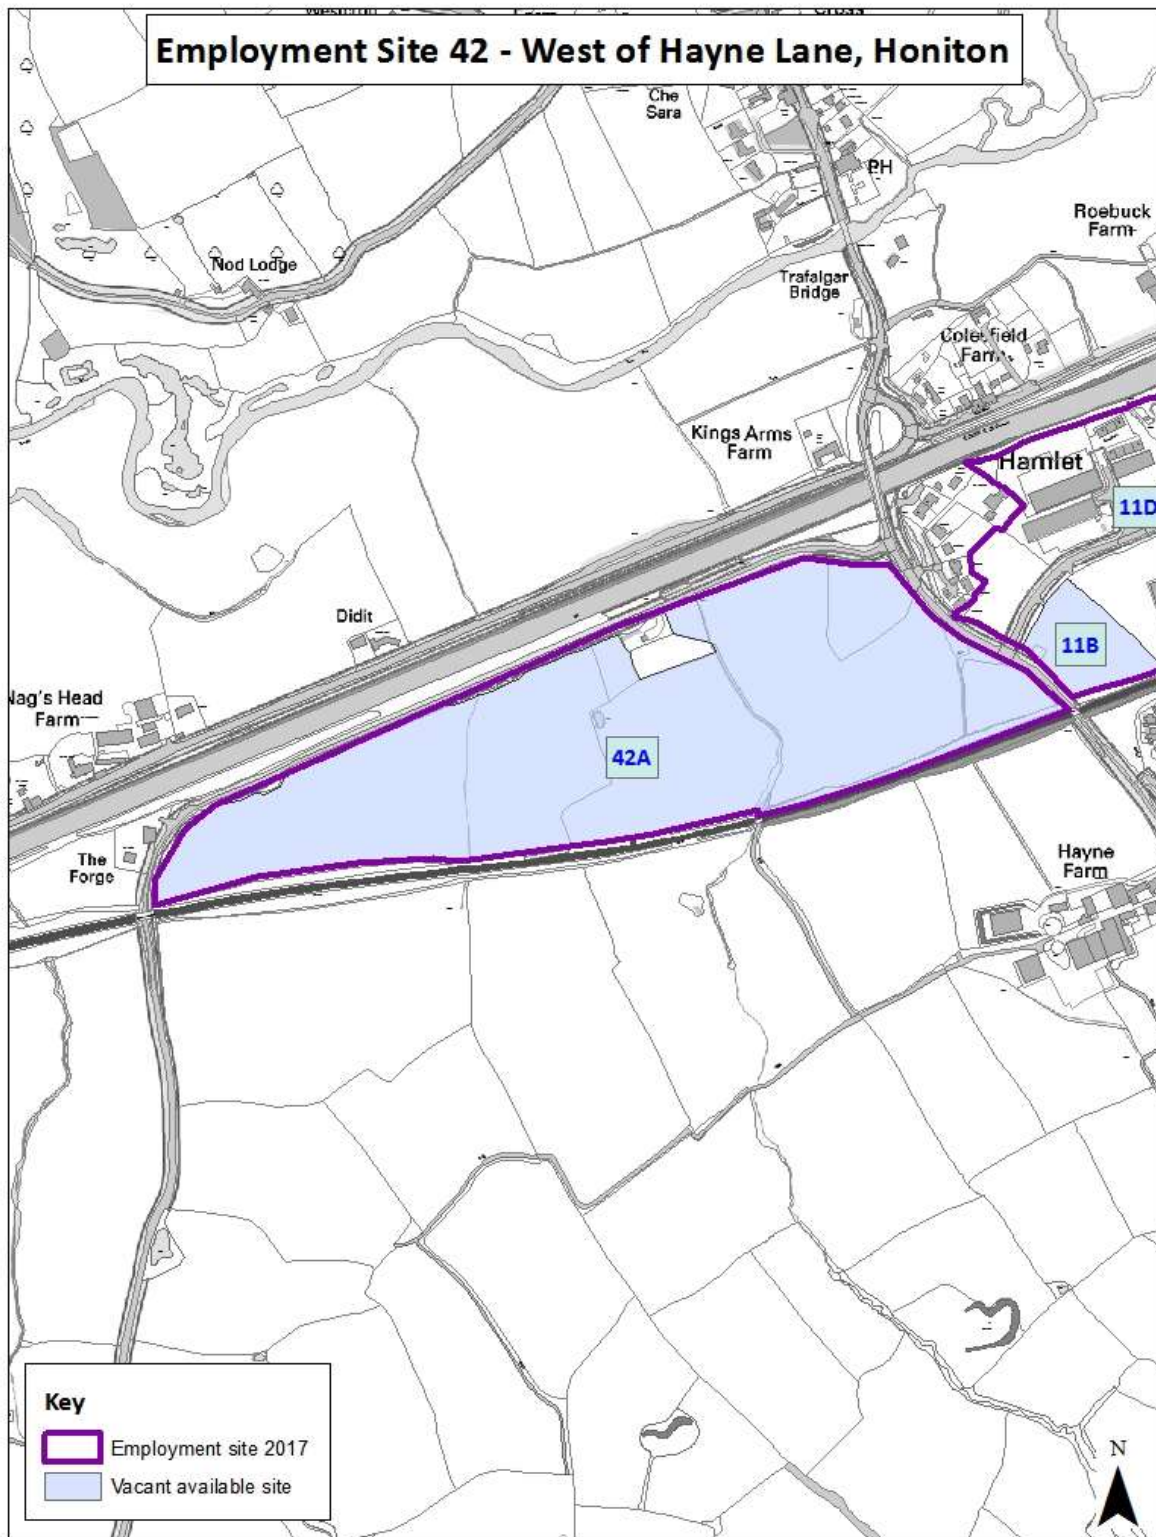 Employment Site 42 - West of Hayne Lane, Honiton
Che
Sara
PH
Roebuck
Farm
Nod Lodge
Trafalgar
Bridge
Colesfield
Farm
Kings Arms
Farm
Hamlet
11D
Didit
11B
Nag's Head
Farm
42A
The
Forge
Hayne
Farm
Key
Employment site 2017
Vacant available site
N